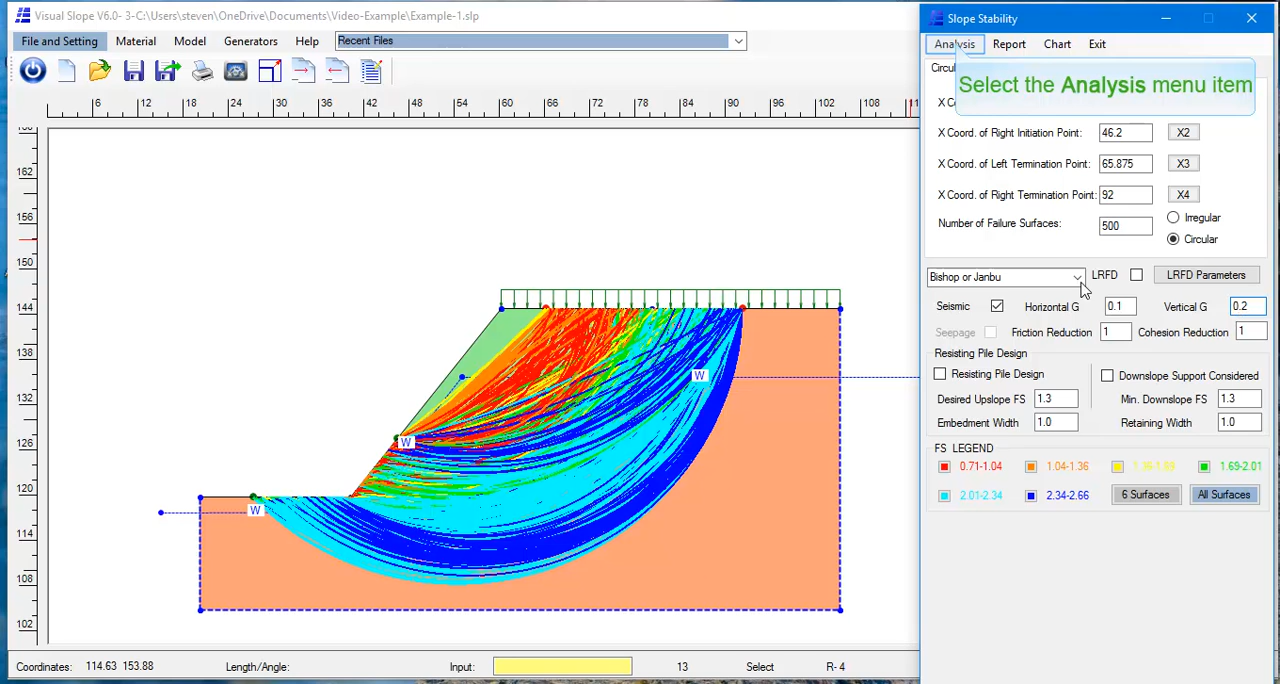 Visual Slope V6.0- 3-C:\Users\steven\OneDrive\Documents\Video-Example\Example-1.slp
File and Setting Material Model Generators Help Recent Files
6 12 18 24 30 36 42 48 54 60 66 72 78 84 90 96 102 108 11
162
156
150
144
138
132
126
120
114
108
102
W
W
W
Coordinates: 114.63 153.88 Length/Angle: Input: 13 Select R- 4
Slope Stability
Analysis Report Chart Exit
Select the Analysis menu item
Circul
X C
X Coord. of Right Initiation Point: 46.2 X2
X Coord. of Left Termination Point: 65.875 X3
X Coord. of Right Termination Point: 92 X4
Number of Failure Surfaces: 500
Irregular
Circular
Bishop or Janbu LRFD LRFD Parameters
Seismic Horizontal G 0.1 Vertical G 0.2
Seepage Friction Reduction 1 Cohesion Reduction 1
Resisting Pile Design
Resisting Pile Design Downslope Support Considered
Desired Upslope FS 1.3 Min. Downslope FS 1.3
Embedment Width 1.0 Retaining Width 1.0
FS LEGEND
0.71-1.04 1.04-1.36 1.36-1.69 1.69-2.01
2.01-2.34 2.34-2.66 6 Surfaces All Surfaces